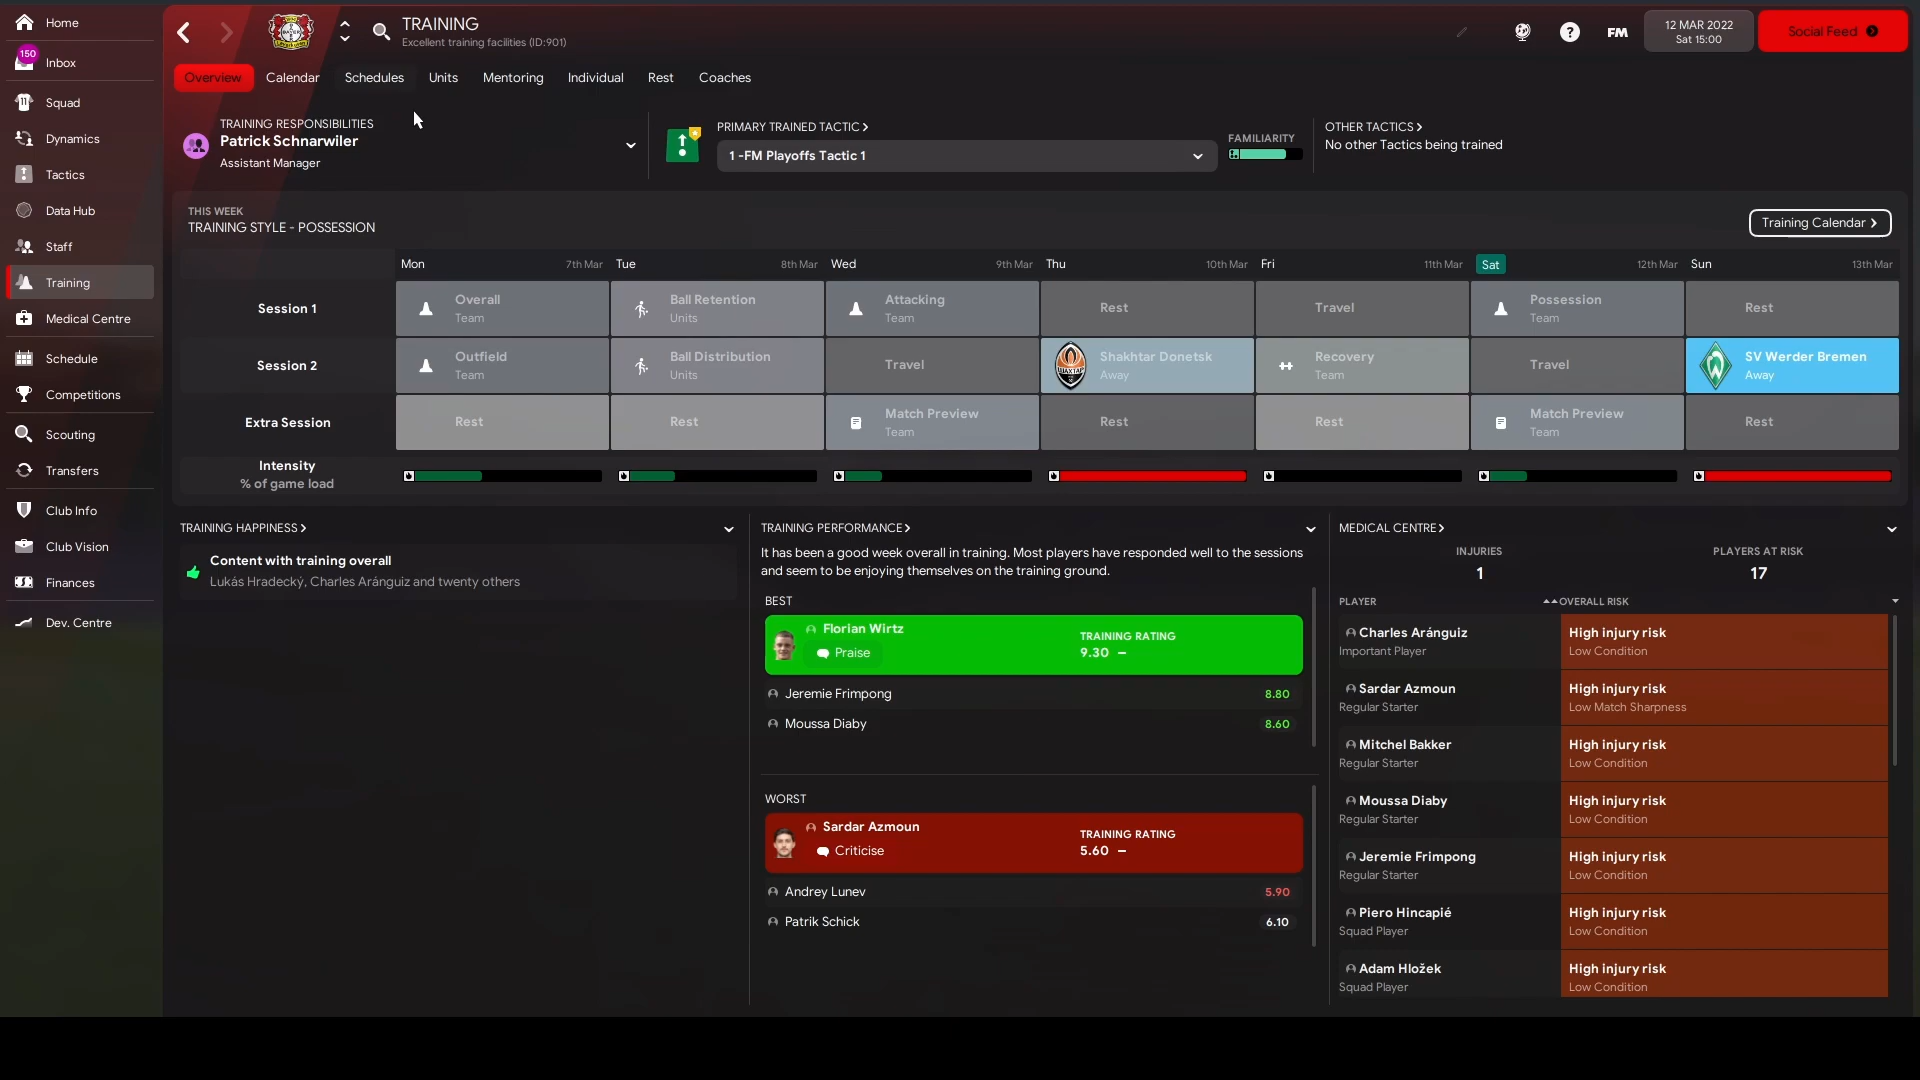 Home
150
Inbox
Squad
Dynamics
Tactics
Data Hub
Staff
Training
Medical Centre
Schedule
Competitions
Scouting
Transfers
Club Info
Club Vision
Finances
Dev. Centre
TRAINING
Excellent training facilities (ID:901)
FM
12 MAR 2022
Sat 15:00
Social Feed
Overview Calendar Schedules Units Mentoring Individual Rest Coaches
TRAINING RESPONSIBILITIES
Patrick Schnarwiler
Assistant Manager
PRIMARY TRAINED TACTIC
1 -FM Playoffs Tactic 1
FAMILIARITY
OTHER TACTICS
No other Tactics being trained
THIS WEEK
TRAINING STYLE - POSSESSION
Training Calendar
Mon 7th Mar Tue 8th Mar Wed 9th Mar Thu 10th Mar Fri 11th Mar Sat 12th Mar Sun 13th Mar
Session 1
Overall
Team
Ball Retention
Units
Attacking
Team
Rest
Travel
Possession
Team
Rest
Session 2
Outfield
Team
Ball Distribution
Units
Travel
Shakhtar Donetsk
Away
Recovery
Team
Travel
SV Werder Bremen
Away
Extra Session
Rest
Rest
Match Preview
Team
Rest
Rest
Match Preview
Team
Rest
Intensity
% of game load
TRAINING HAPPINESS
Content with training overall
Lukás Hradecký, Charles Aránguiz and twenty others
TRAINING PERFORMANCE
It has been a good week overall in training. Most players have responded well to the sessions
and seem to be enjoying themselves on the training ground.
BEST
Florian Wirtz
Praise
TRAINING RATING
9.30 –
Jeremie Frimpong 8.80
Moussa Diaby 8.60
WORST
Sardar Azmoun
Criticise
TRAINING RATING
5.60 –
Andrey Lunev 5.90
Patrik Schick 6.10
MEDICAL CENTRE
INJURIES
1
PLAYERS AT RISK
17
PLAYER OVERALL RISK
Charles Aránguiz High injury risk
Important Player Low Condition
Sardar Azmoun High injury risk
Regular Starter Low Match Sharpness
Mitchel Bakker High injury risk
Regular Starter Low Condition
Moussa Diaby High injury risk
Regular Starter Low Condition
Jeremie Frimpong High injury risk
Regular Starter Low Condition
Piero Hincapié High injury risk
Squad Player Low Condition
Adam Hložek High injury risk
Squad Player Low Condition